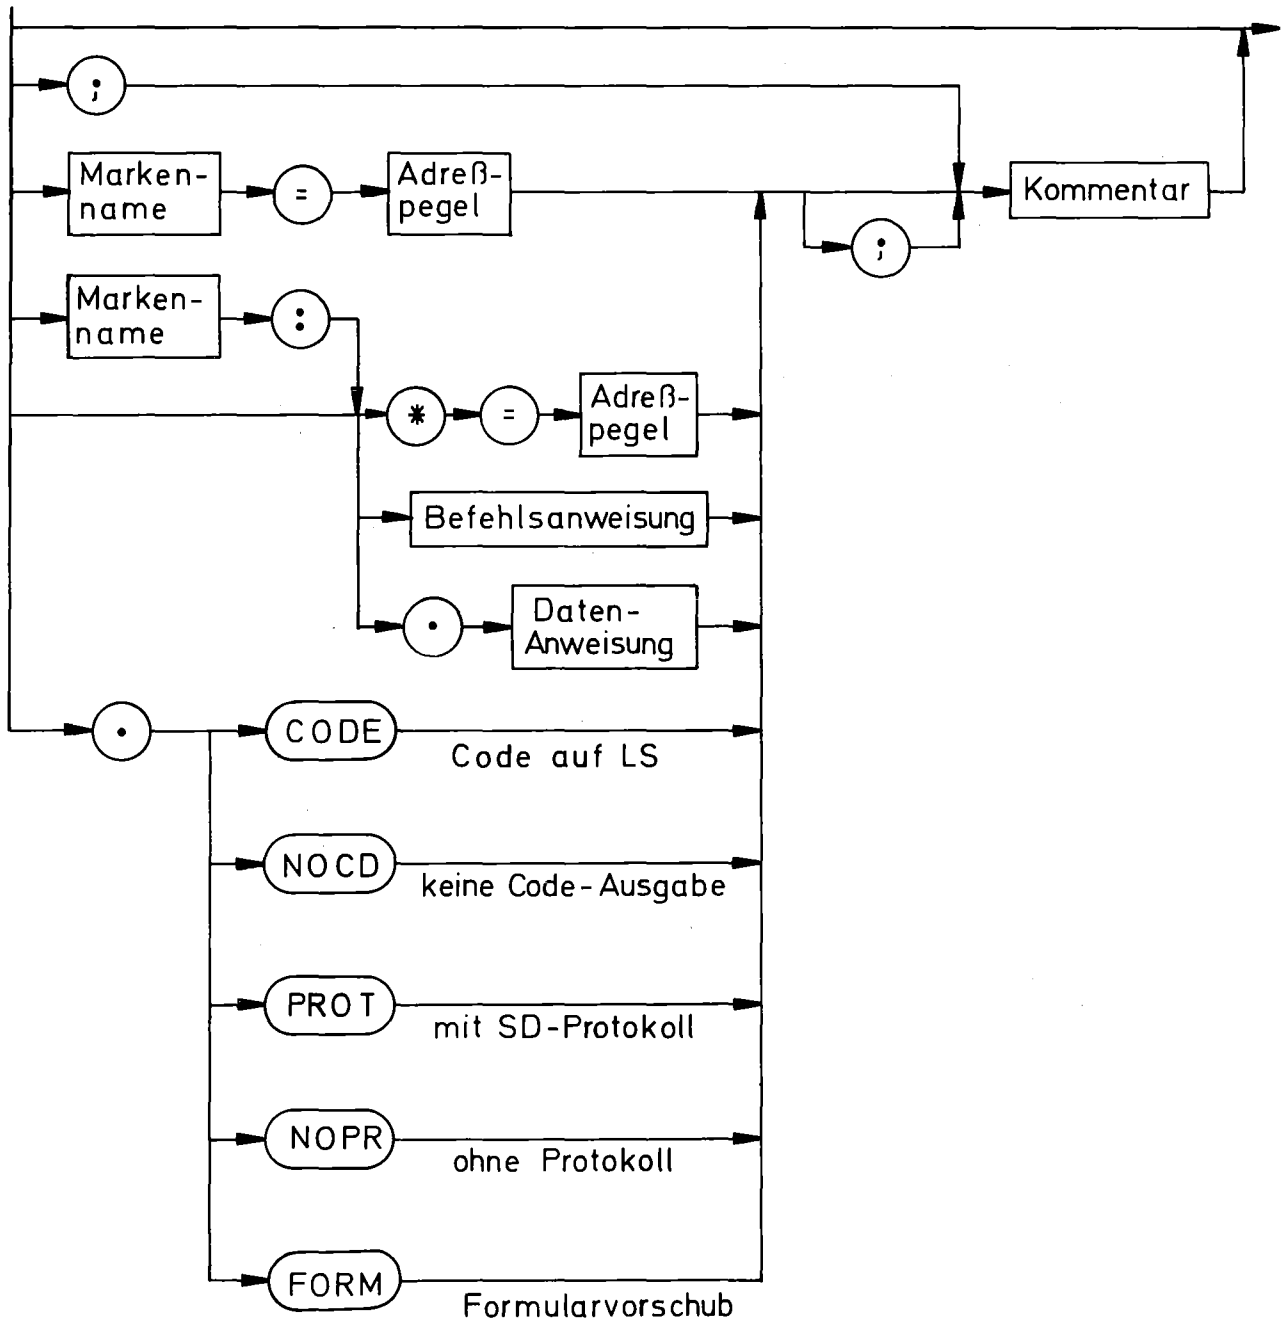 ;
Marken-
name
=
Adreß-
pegel
Kommentar
;
Marken-
name
:
*
=
Adreß-
pegel
Befehlsanweisung
.
Daten-
Anweisung
.
CODE
Code auf LS
NOCD
keine Code-Ausgabe
PROT
mit SD-Protokoll
NOPR
ohne Protokoll
FORM
Formularvorschub